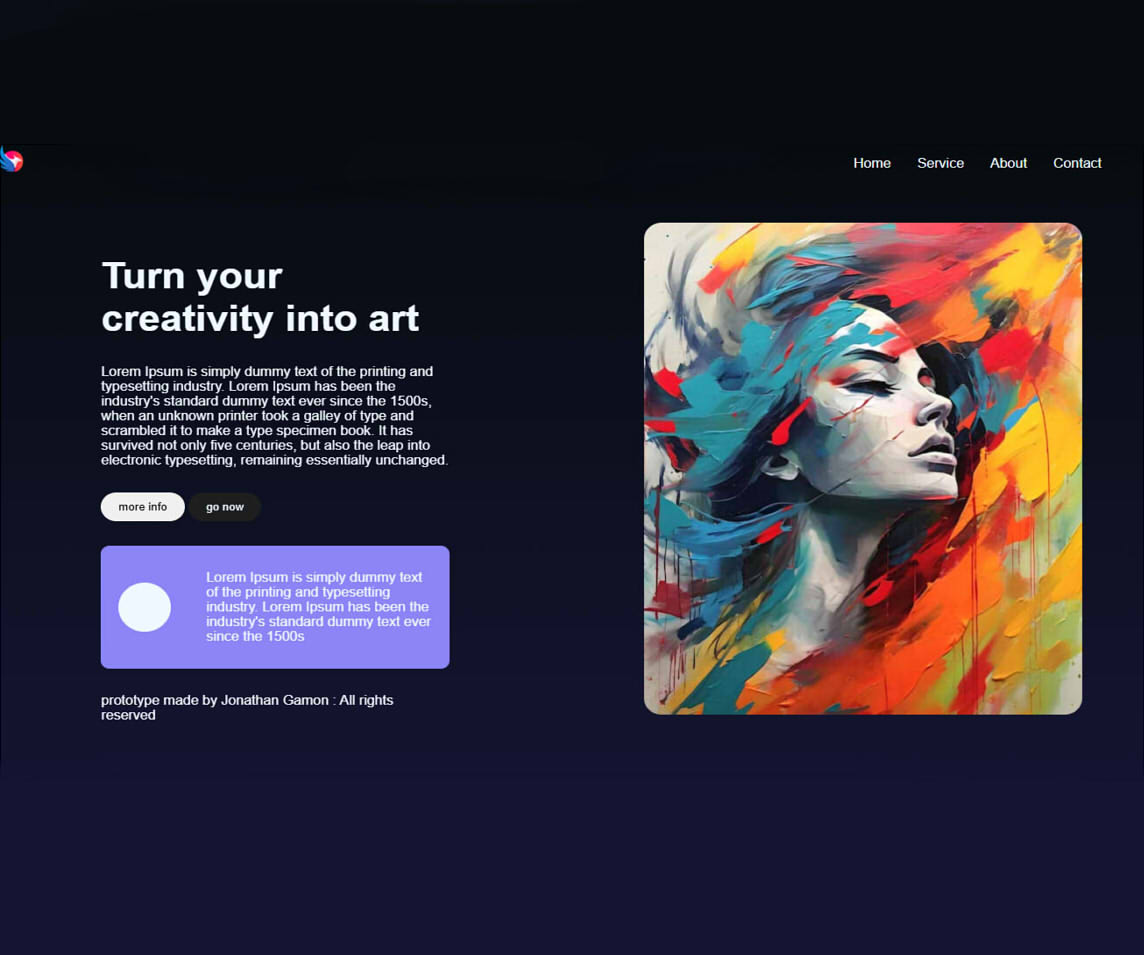 Home Service About Contact
Turn your
creativity into art
Lorem Ipsum is simply dummy text of the printing and
typesetting industry. Lorem Ipsum has been the
industry's standard dummy text ever since the 1500s,
when an unknown printer took a galley of type and
scrambled it to make a type specimen book. It has
survived not only five centuries, but also the leap into
electronic typesetting, remaining essentially unchanged.
more info go now
Lorem Ipsum is simply dummy text
of the printing and typesetting
industry. Lorem Ipsum has been the
industry's standard dummy text ever
since the 1500s
prototype made by Jonathan Gamon : All rights
reserved